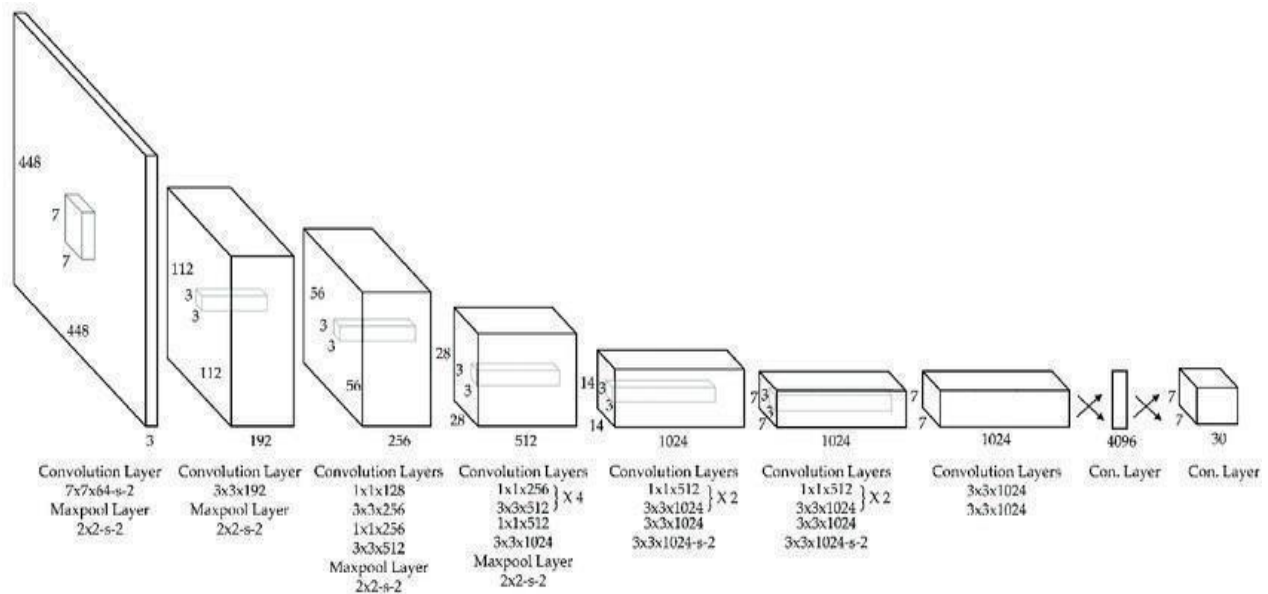 448
7
7
448
3
112
3
3
112
192
56
3
3
56
256
28
3
3
28
512
14
3
3
14
1024
7
3
3
7
1024
7
7
1024
4096
7
7
30
Convolution Layer
7x7x64-s-2
Maxpool Layer
2x2-s-2
Convolution Layer
3x3x192
Maxpool Layer
2x2-s-2
Convolution Layers
1x1x128
3x3x256
1x1x256
3x3x512
Maxpool Layer
2x2-s-2
Convolution Layers
1x1x256
3x3x512
} X 4
1x1x512
3x3x1024
Maxpool Layer
2x2-s-2
Convolution Layers
1x1x512
3x3x1024
} X 2
3x3x1024
3x3x1024-s-2
Convolution Layers
1x1x512
3x3x1024
} X 2
3x3x1024
3x3x1024-s-2
Convolution Layers
3x3x1024
3x3x1024
Con. Layer
Con. Layer